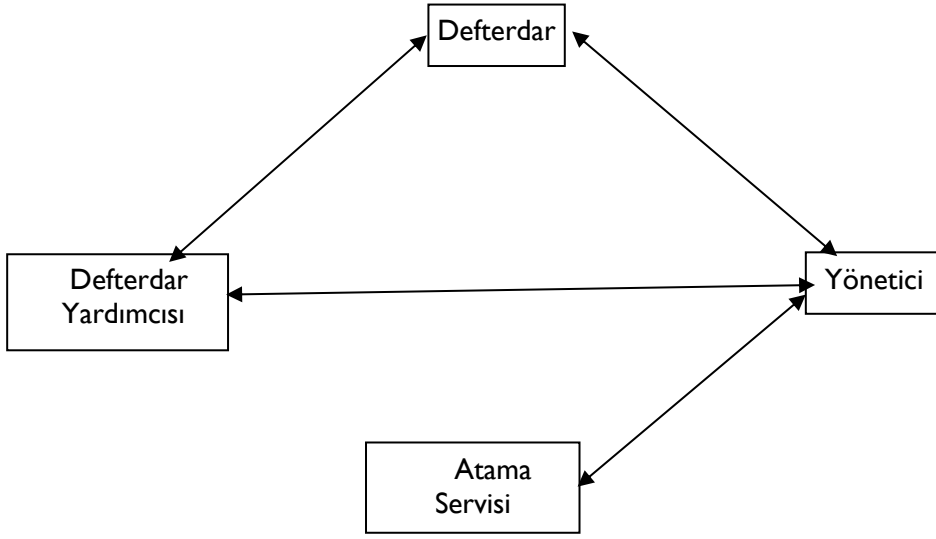 Defterdar
Defterdar
Yardımcısı
Yönetici
Atama
Servisi